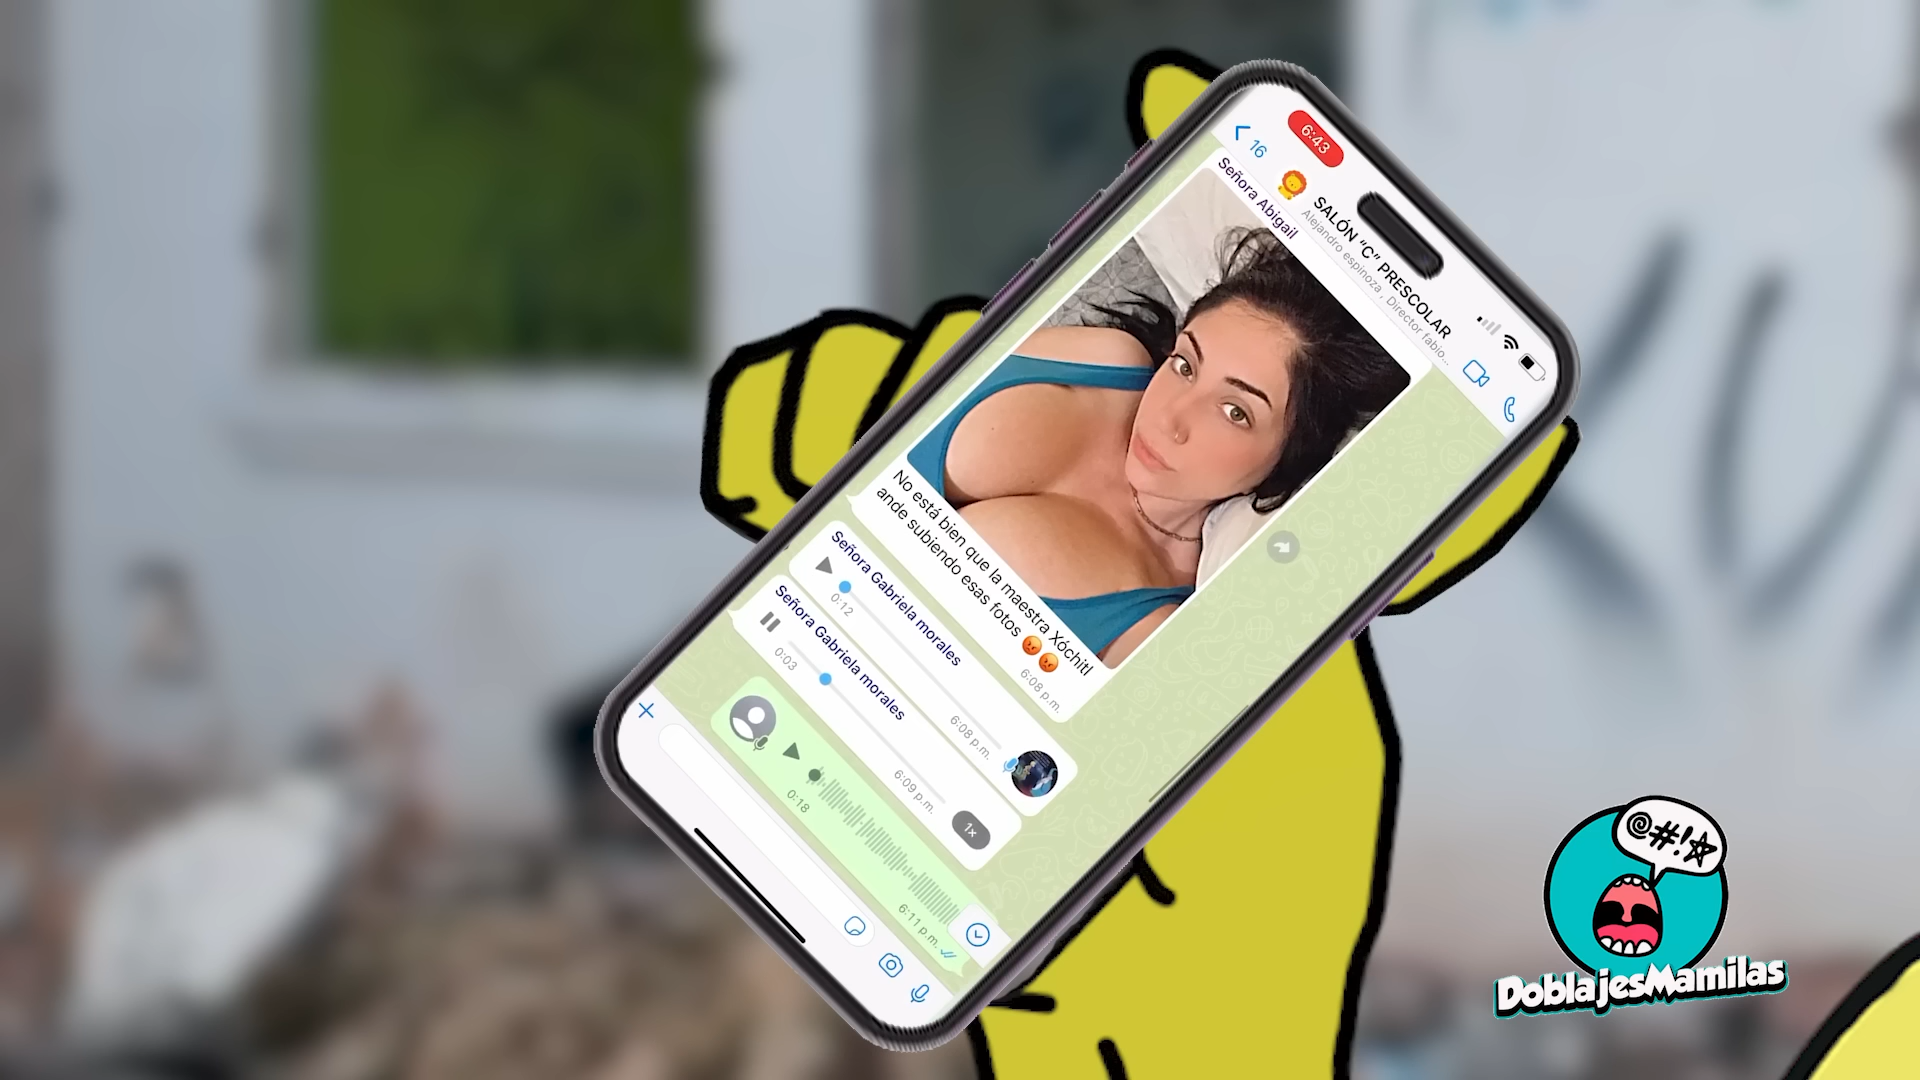 6:43
16
SALÓN "C" PRESCOLAR
Alejandro espinoza , Director fabio...
Señora Abigail
No está bien que la maestra Xóchitl
ande subiendo esas fotos 😡😡
6:08 p.m.
Señora Gabriela morales
0:12
6:08 p.m.
Señora Gabriela morales
0:03
6:09 p.m.
1x
0:18
6:11 p.m.
@#!
DoblajesMamilas